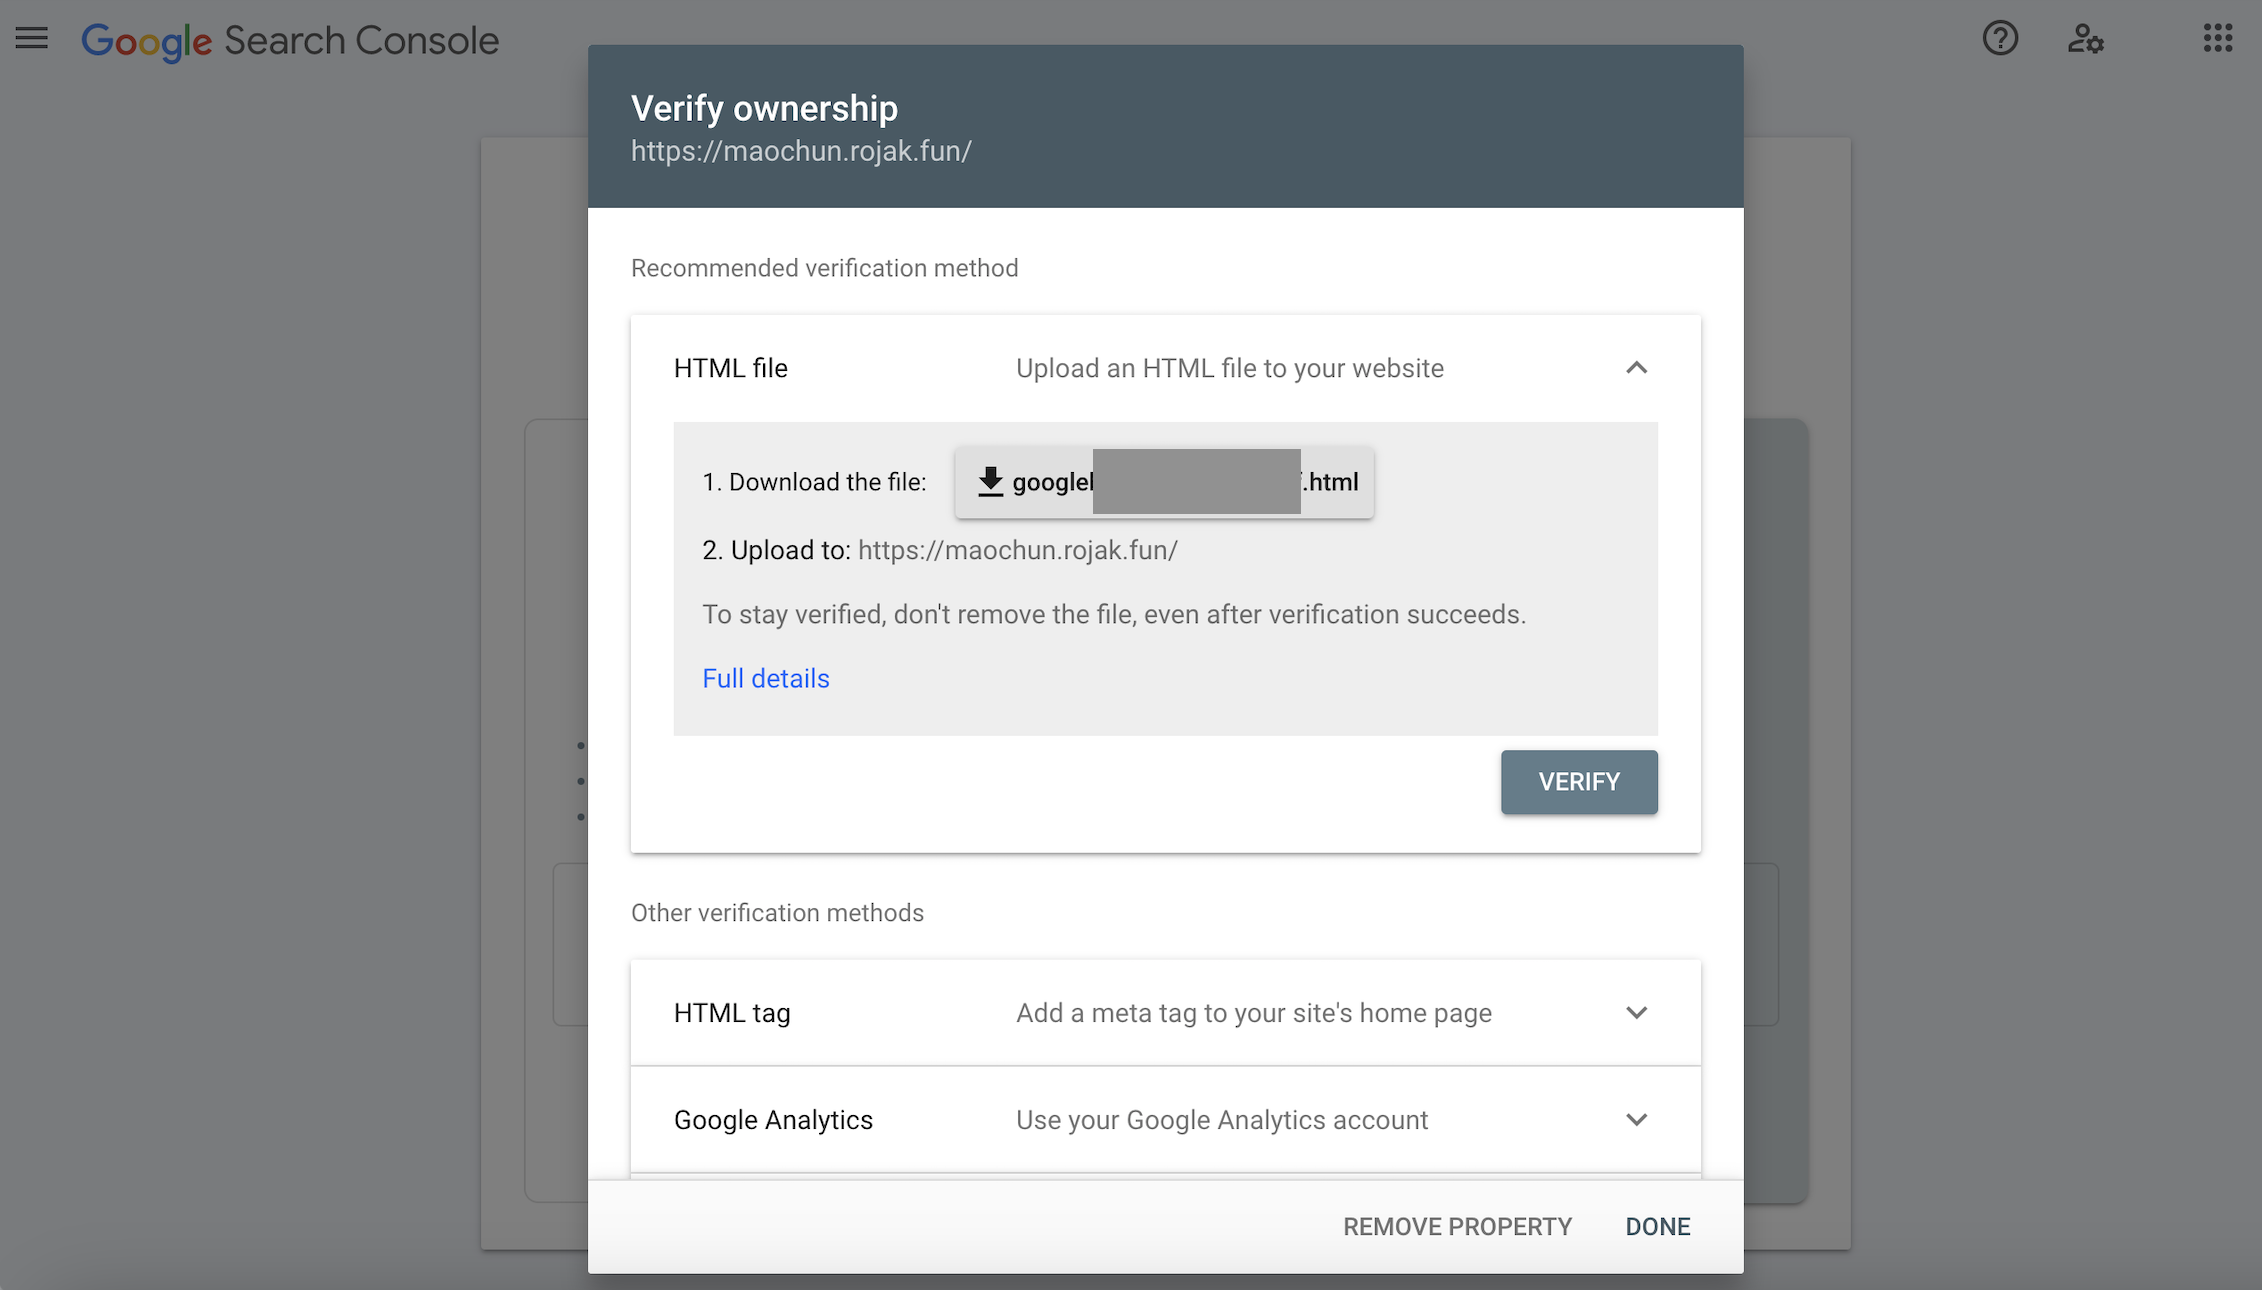 Google Search Console
Verify ownership
https://maochun.rojak.fun/
Recommended verification method
HTML file
Upload an HTML file to your website
1. Download the file:
.html
2. Upload to: https://maochun.rojak.fun/
To stay verified, don't remove the file, even after verification succeeds.
Full details
VERIFY
Other verification methods
HTML tag
Add a meta tag to your site's home page
Google Analytics
Use your Google Analytics account
REMOVE PROPERTY
DONE